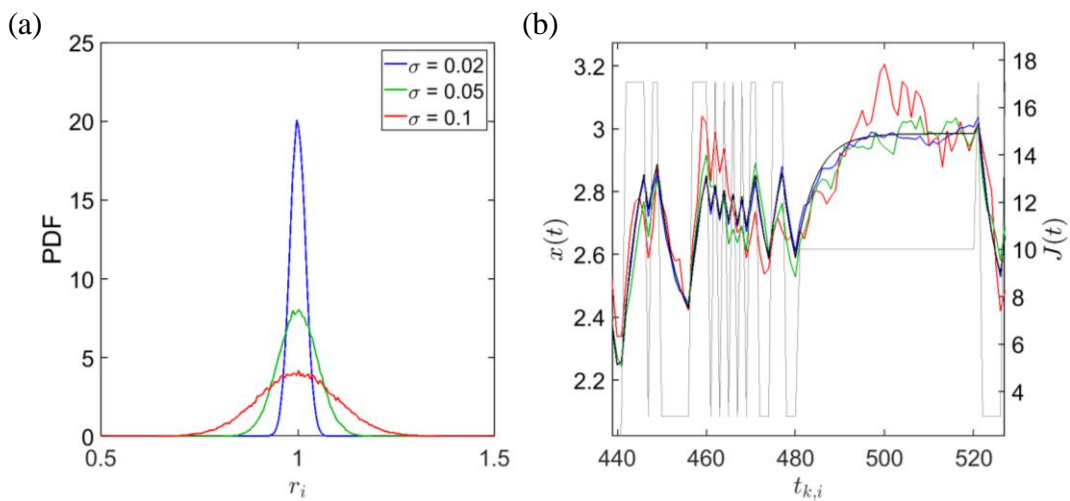 (a)
25
20
15
10
5
0
PDF
0.5
1
1.5
r_i
σ = 0.02
σ = 0.05
σ = 0.1
(b)
3.2
3
2.8
2.6
2.4
2.2
x(t)
440
460
480
500
520
t_{k,i}
18
16
14
12
10
8
6
4
J(t)